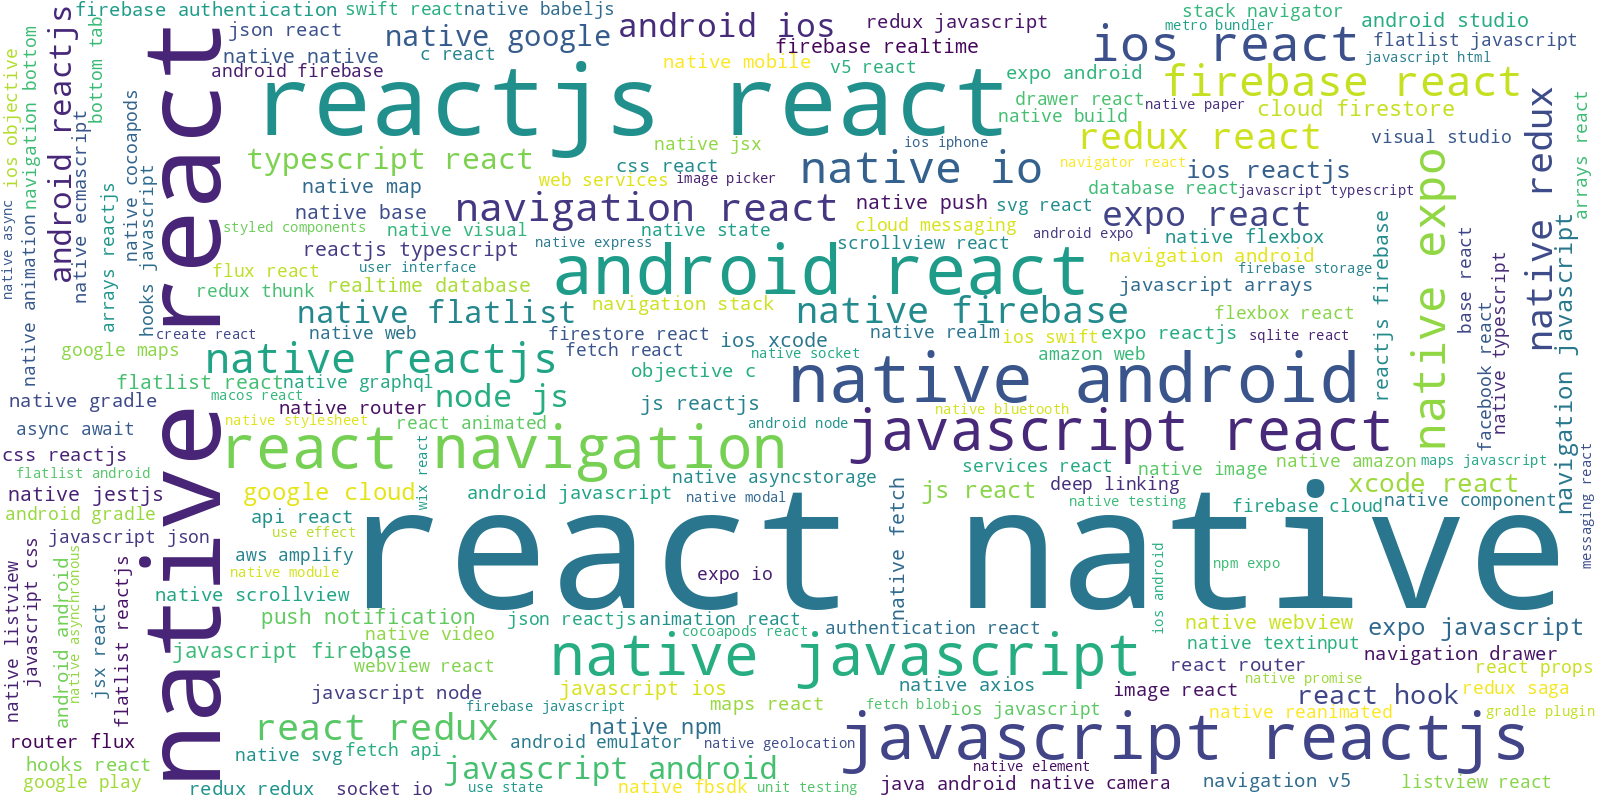 firebase authentication
swift react
native babeljs
android ios
redux javascript
stack navigator
metro bundler
android studio
json react
native google
firebase realtime
ios react
flatlist javascript
native native
c react
native mobile
v5 react
javascript html
android firebase
expo android
firebase react
reactjs react
drawer react
native paper
cloud firestore
native build
redux react
visual studio
native jsx
ios iphone
typescript react
css react
native io
navigator react
ios reactjs
native map
web services
image picker
database react
javascript typescript
native base
navigation react
native push
svg react
expo react
styled components
native visual
native state
cloud messaging
android expo
native flexbox
reactjs typescript
native express
scrollview react
navigation android
flux react
user interface
android react
firebase storage
redux thunk
realtime database
javascript arrays
native flatlist
navigation stack
native firebase
flexbox react
create react
native web
firestore react
ios xcode
native realm
ios swift
expo reactjs
sqlite react
google maps
native reactjs
fetch react
native socket
amazon web
flatlist react
native graphql
objective c
native android
native gradle
macos react
native router
node js
js reactjs
native bluetooth
async await
native stylesheet
react animated
android node
javascript react
css reactjs
react navigation
flatlist android
services react
native image
native amazon
maps javascript
native asyncstorage
native jestjs
google cloud
android javascript
native modal
js react
deep linking
xcode react
android gradle
api react
native testing
firebase cloud
native component
javascript json
use effect
react native
aws amplify
native module
expo io
npm expo
native scrollview
push notification
json reactjs
animation react
native webview
native video
cocoapods react
authentication react
expo javascript
javascript firebase
native javascript
native textinput
webview react
react router
navigation drawer
react props
javascript node
javascript ios
native axios
image react
native promise
react hook
redux saga
firebase javascript
maps react
fetch blob
ios javascript
native reanimated
gradle plugin
react redux
native npm
javascript reactjs
router flux
native svg
fetch api
android emulator
native geolocation
hooks react
javascript android
native element
google play
redux redux
socket io
use state
native fbsdk
unit testing
java android
native camera
navigation v5
listview react
native async
ios objective
native animation
navigation bottom
android reactjs
native ecmascript
bottom tab
arrays reactjs
native cocoapods
hooks javascript
native react
native listview
javascript css
android android
native asynchronous
jsx react
flatlist reactjs
wix react
native fetch
ios android
reactjs firebase
native expo
base react
facebook react
native typescript
native redux
navigation javascript
arrays react
messaging react